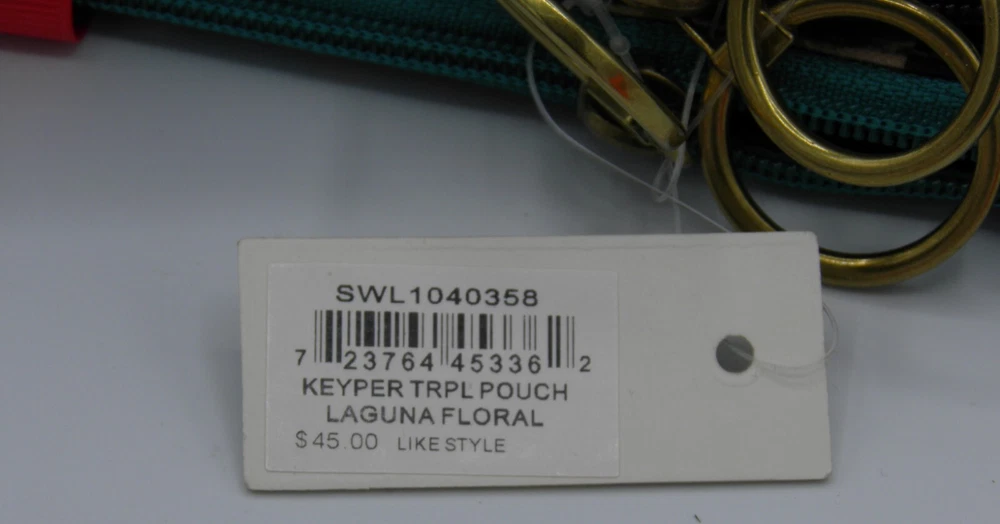 SWL1040358
7 23764 45336 2
KEYPER TRPL POUCH
LAGUNA FLORAL
$45.00 LIKE STYLE